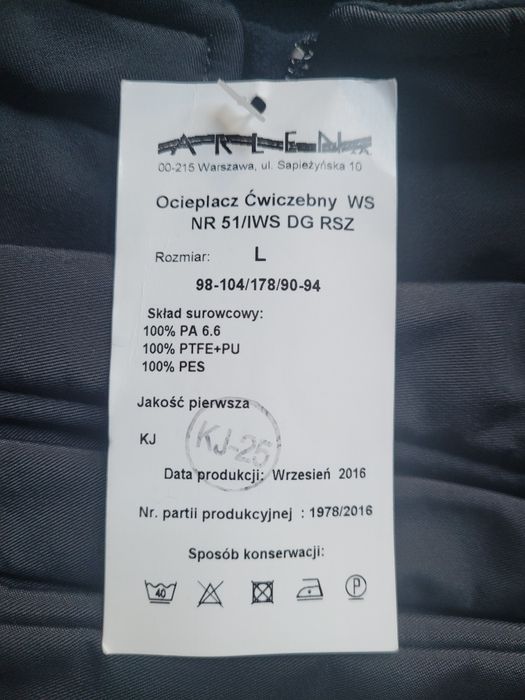 ARLEN
00-215 Warszawa, ul. Sapieżyńska 10
Ocieplacz Ćwiczebny WS
NR 51/IWS DG RSZ
Rozmiar: L
98-104/178/90-94
Skład surowcowy:
100% PA 6.6
100% PTFE+PU
100% PES
Jakość pierwsza
KJ
KJ-25
Data produkcji: Wrzesień 2016
Nr. partii produkcyjnej : 1978/2016
Sposób konserwacji:
40 P